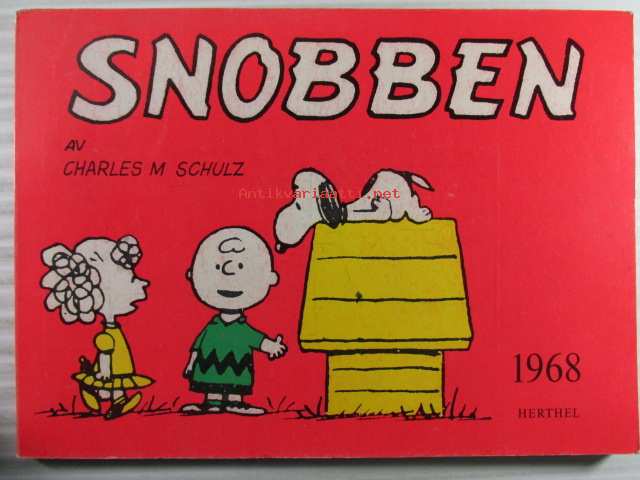 SNOBBEN
AV
CHARLES M SCHULZ
Antikvariaatti.net
1968
HERTHEL